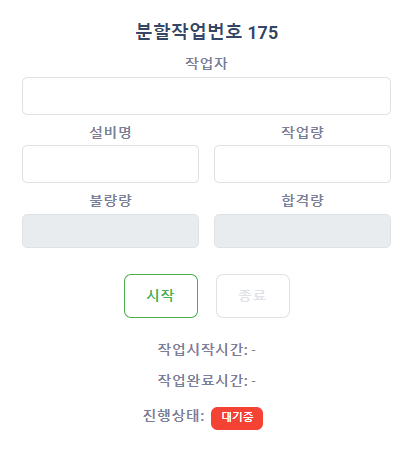 분할작업번호 175
작업자
설비명 작업량
불량량 합격량
시작 종료
작업시작시간: -
작업완료시간: -
진행상태: 대기중